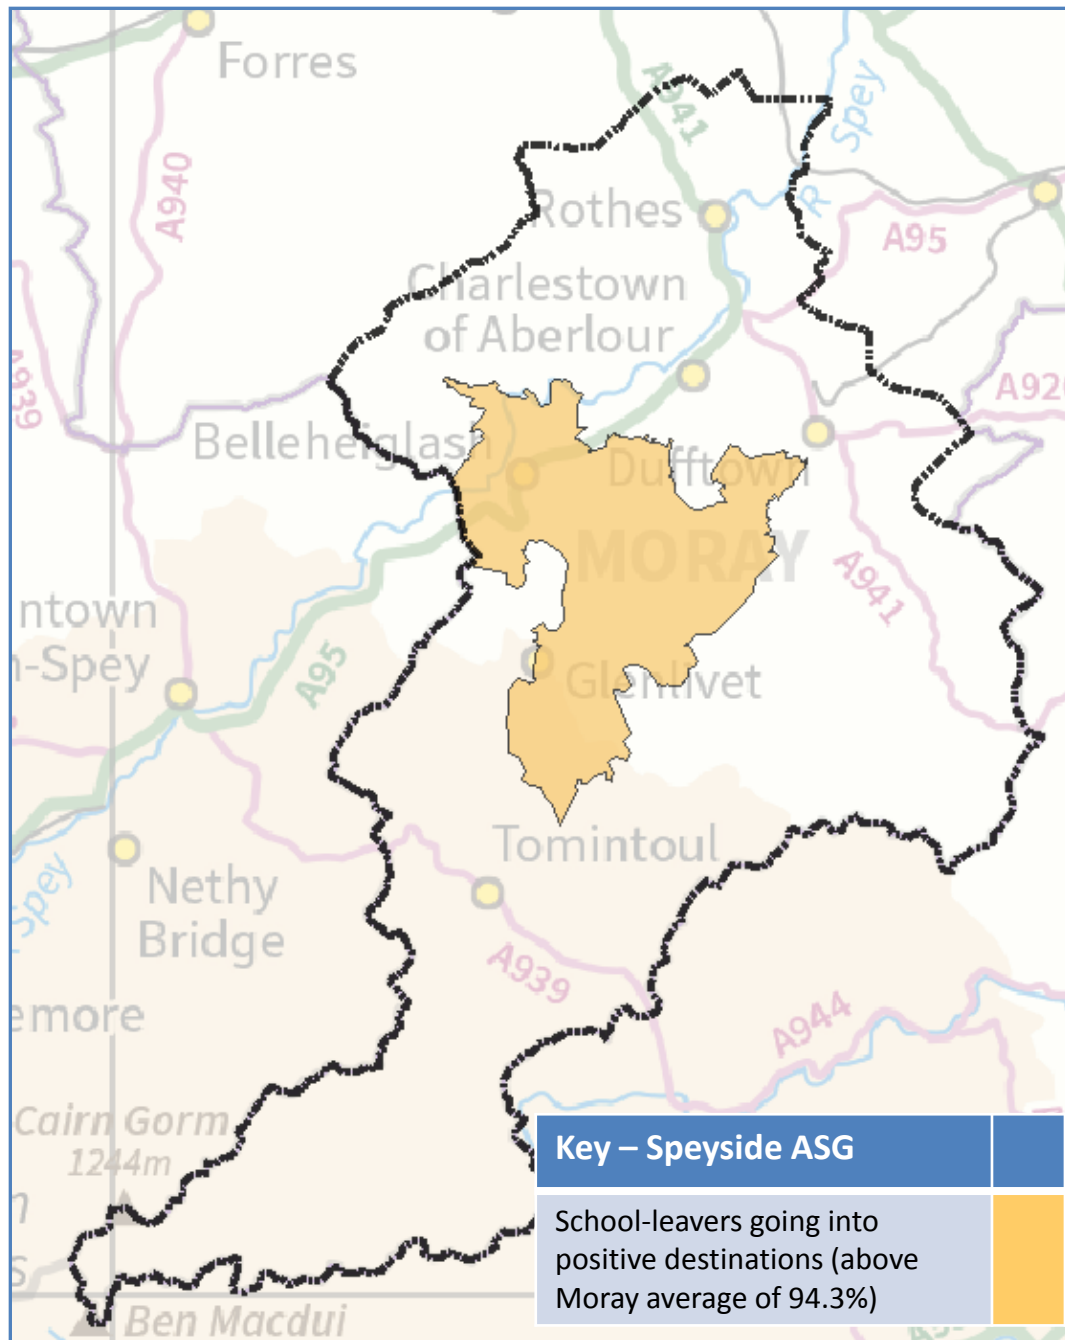 Forres
A941
Spey
A940
R
Rothes
A95
Charlestown
of Aberlour
A939
A920
Belleheiglash
Dufftown
MORAY
A941
ntown
n-Spey
A95
Glenlivet
Tomintoul
Nethy
Bridge
Spey
A939
emore
A944
Cairn Gorm
1244m
Key – Speyside ASG
School-leavers going into
positive destinations (above
Moray average of 94.3%)
n
s
Ben Macdui